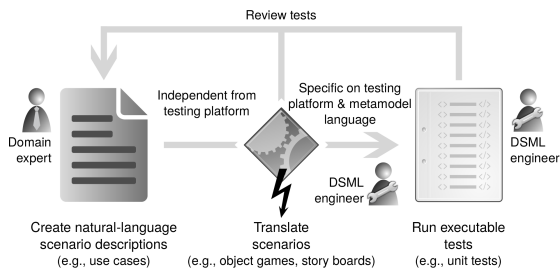 Review tests
Independent from
testing platform
Specific on testing
platform & metamodel
language
Domain
expert
DSML
engineer
DSML
engineer
Create natural-language
scenario descriptions
(e.g., use cases)
Translate
scenarios
(e.g., object games, story boards)
Run executable
tests
(e.g., unit tests)